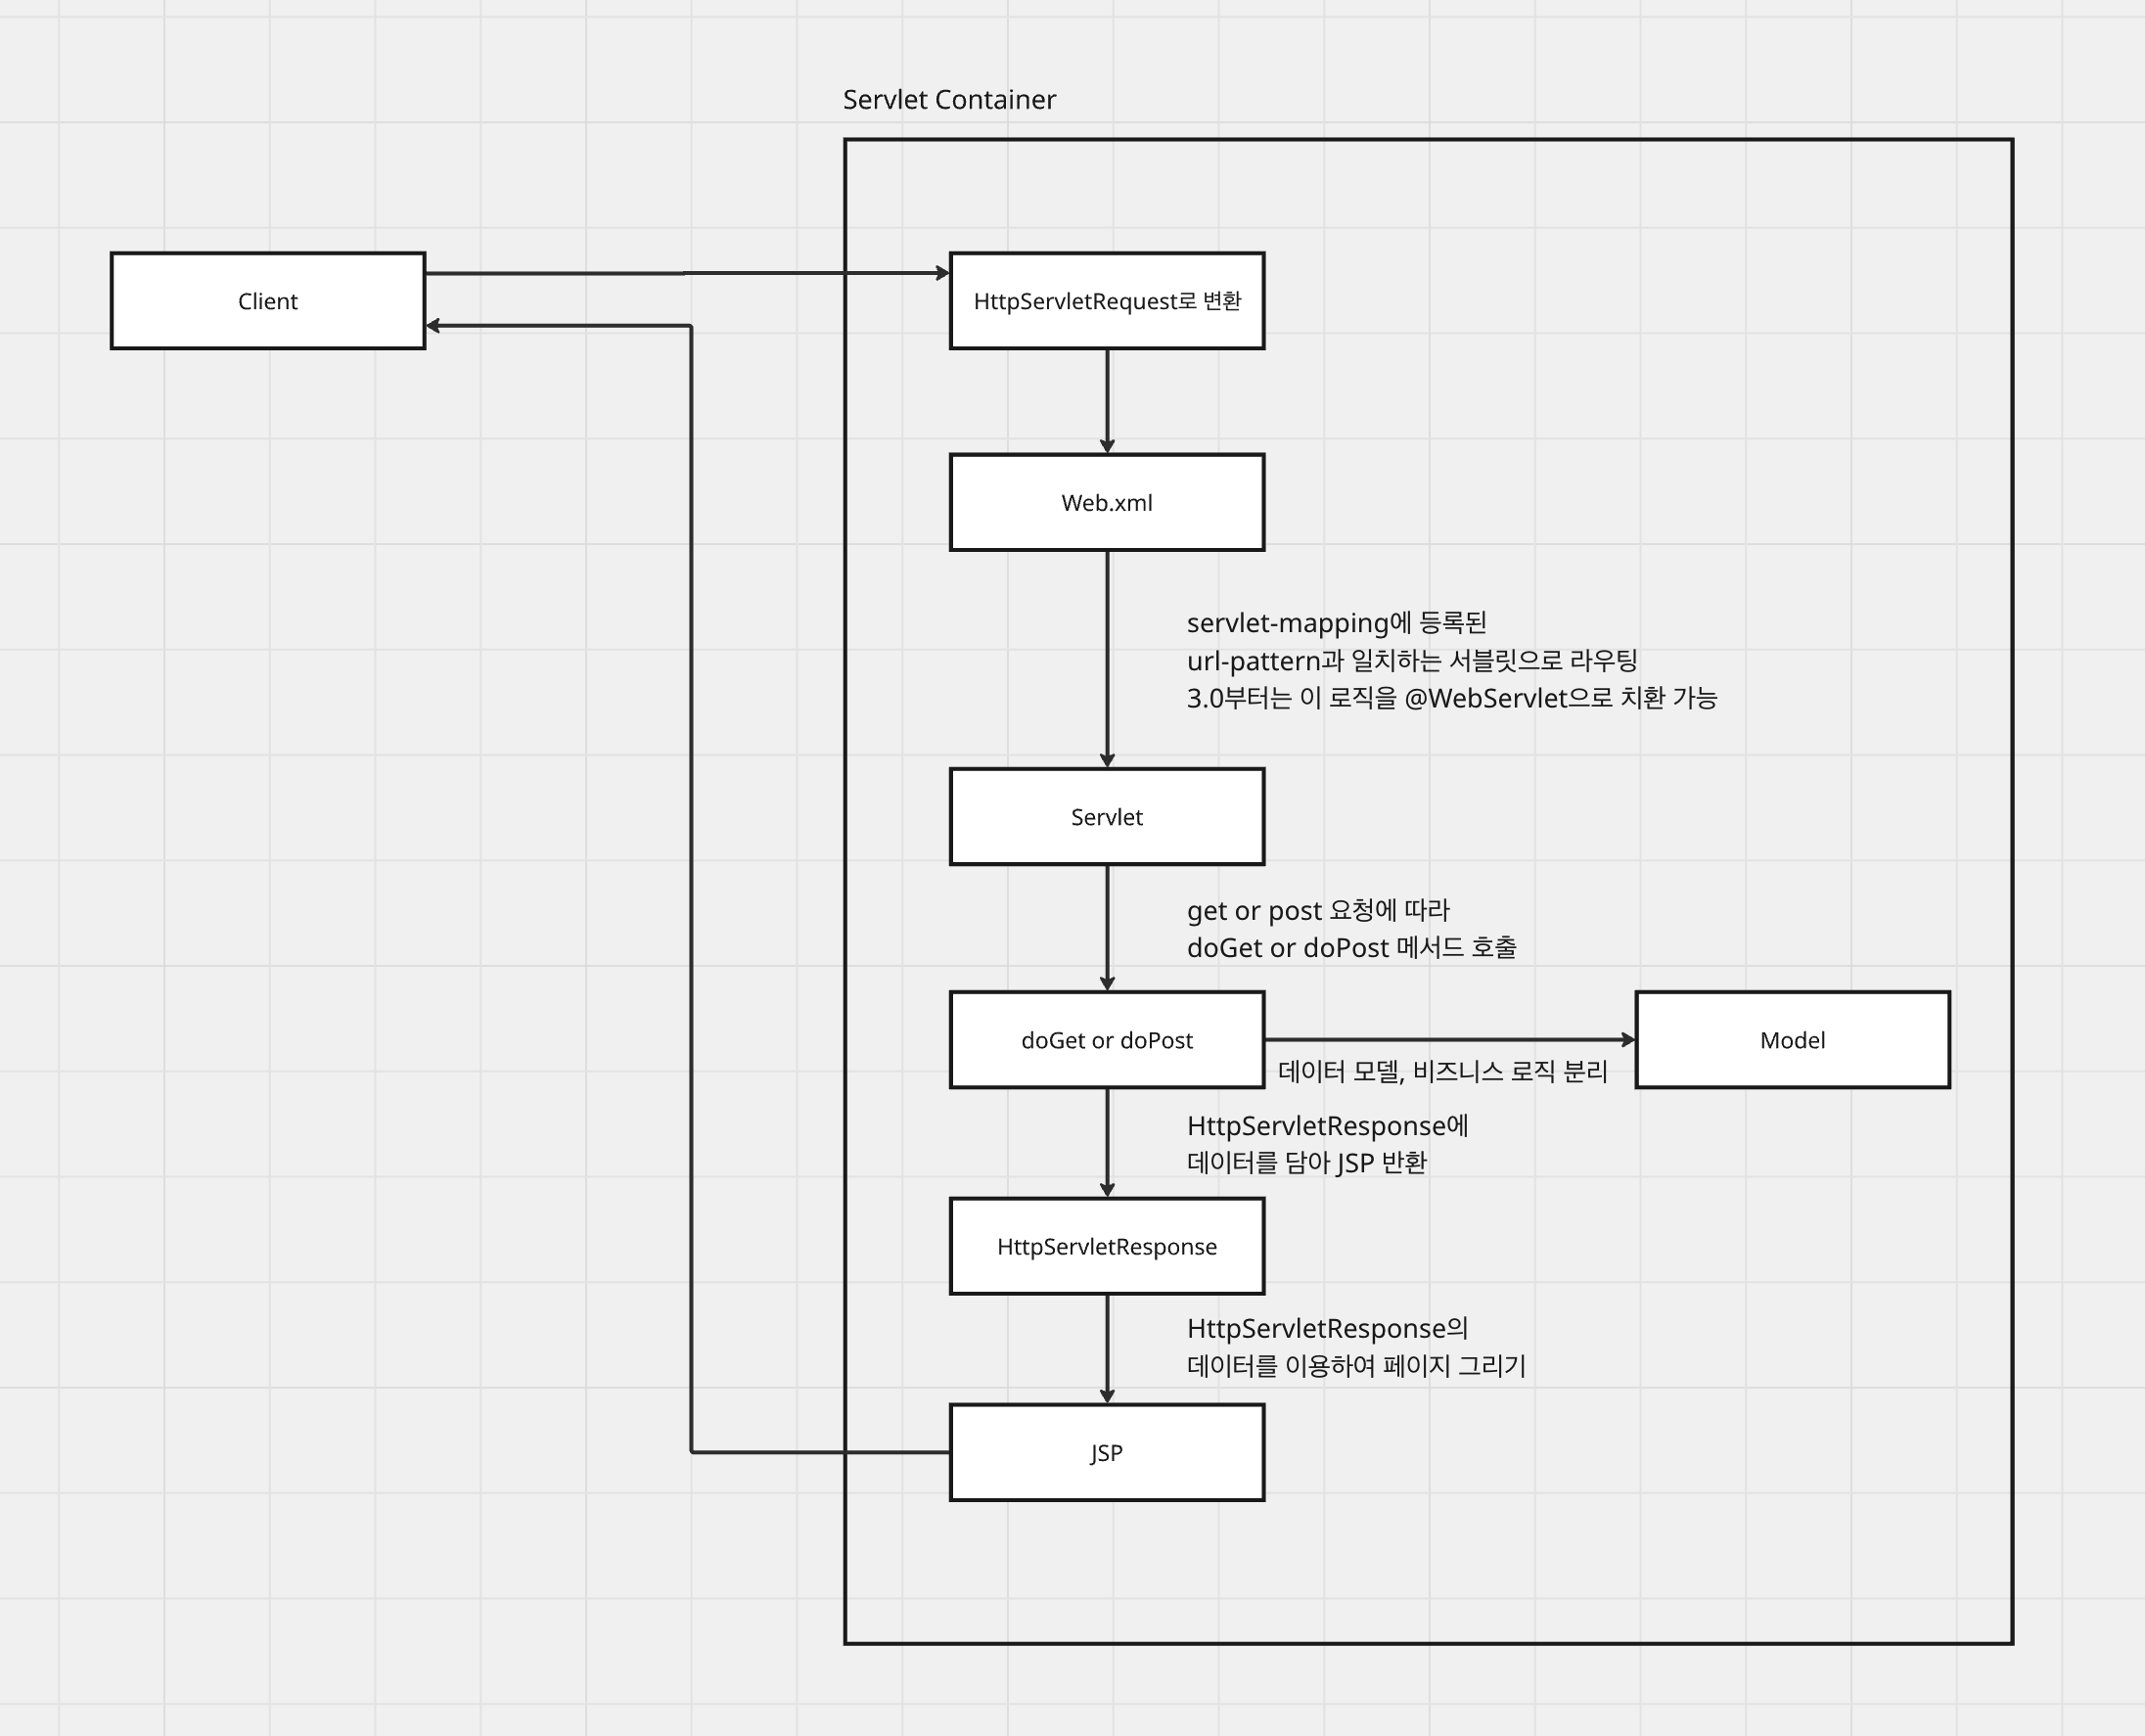 Servlet Container
Client
HttpServletRequest로 변환
Web.xml
servlet-mapping에 등록된
url-pattern과 일치하는 서블릿으로 라우팅
3.0부터는 이 로직을 @WebServlet으로 치환 가능
Servlet
get or post 요청에 따라
doGet or doPost 메서드 호출
doGet or doPost
Model
데이터 모델, 비즈니스 로직 분리
HttpServletResponse에
데이터를 담아 JSP 반환
HttpServletResponse
HttpServletResponse의
데이터를 이용하여 페이지 그리기
JSP